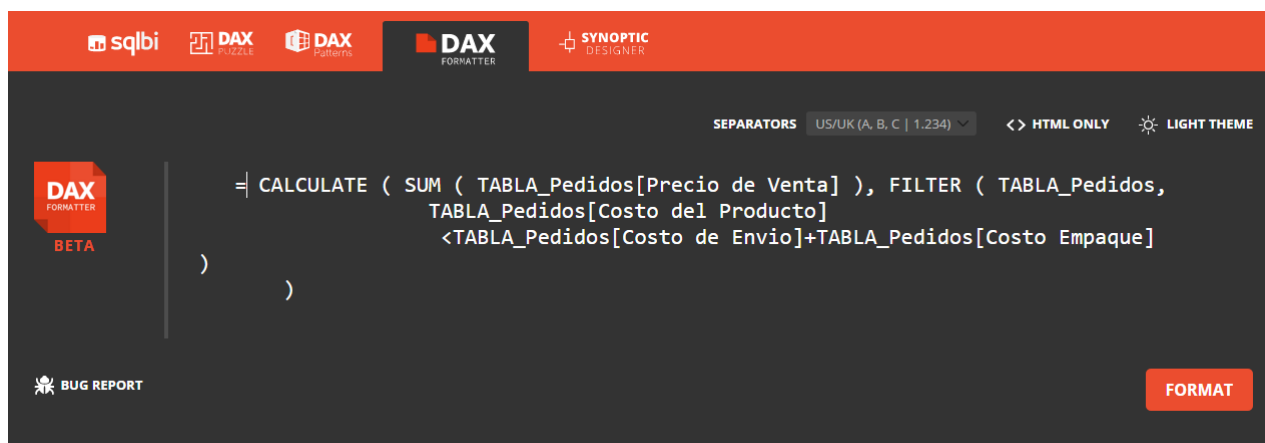 sqlbi DAX PUZZLE DAX Patterns DAX FORMATTER SYNOPTIC DESIGNER
SEPARATORS US/UK (A, B, C | 1.234) <> HTML ONLY LIGHT THEME
DAX
FORMATTER
BETA
= CALCULATE ( SUM ( TABLA_Pedidos[Precio de Venta] ), FILTER ( TABLA_Pedidos,
TABLA_Pedidos[Costo del Producto]
<TABLA_Pedidos[Costo de Envio]+TABLA_Pedidos[Costo Empaque]
)
)
BUG REPORT
FORMAT